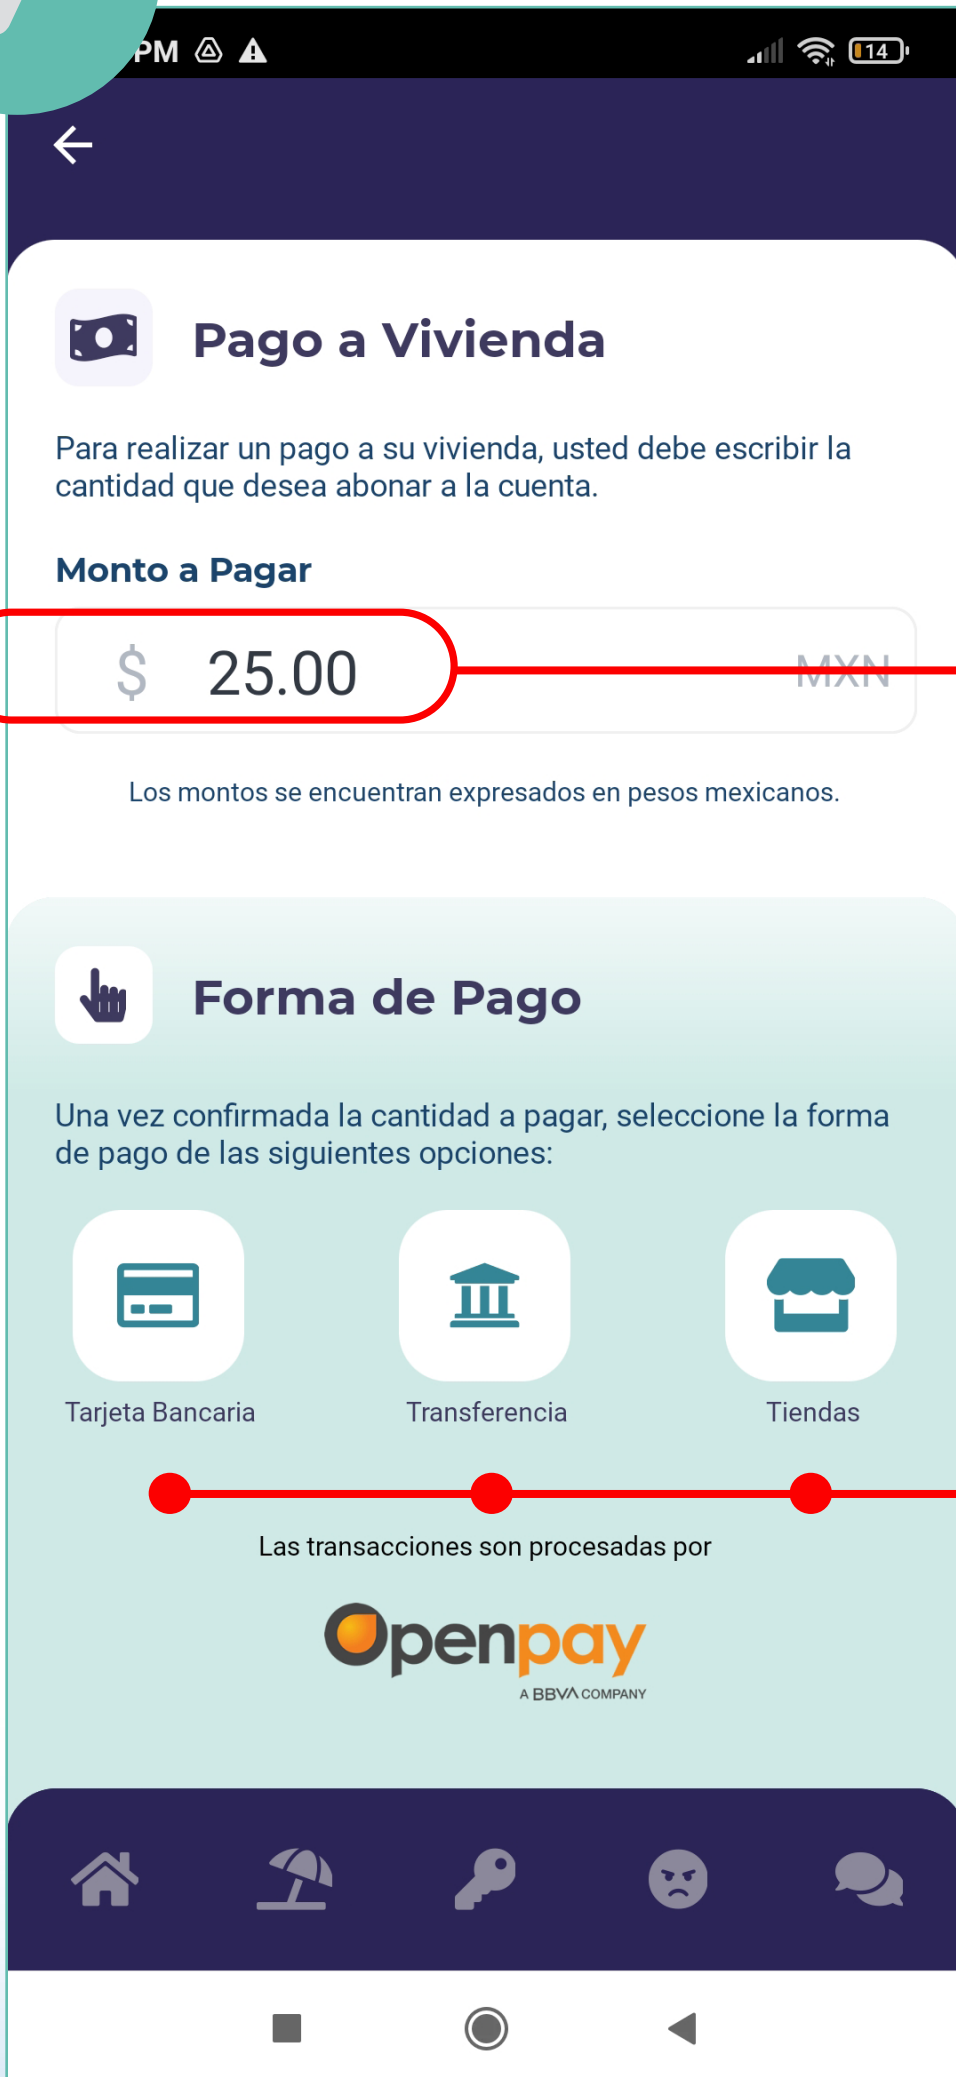 PM
14
Pago a Vivienda
Para realizar un pago a su vivienda, usted debe escribir la
cantidad que desea abonar a la cuenta.
Monto a Pagar
$ 25.00 MXN
Los montos se encuentran expresados en pesos mexicanos.
Forma de Pago
Una vez confirmada la cantidad a pagar, seleccione la forma
de pago de las siguientes opciones:
Tarjeta Bancaria Transferencia Tiendas
Las transacciones son procesadas por
Openpay
A BBVA COMPANY